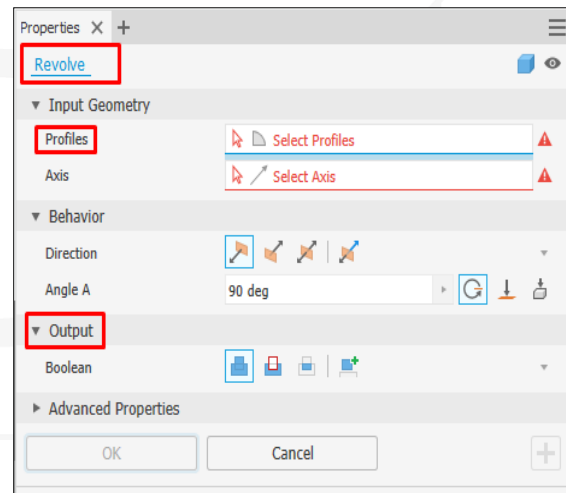 Properties
Revolve
Input Geometry
Profiles Select Profiles
Axis Select Axis
Behavior
Direction
Angle A 90 deg
Output
Boolean
Advanced Properties
OK Cancel